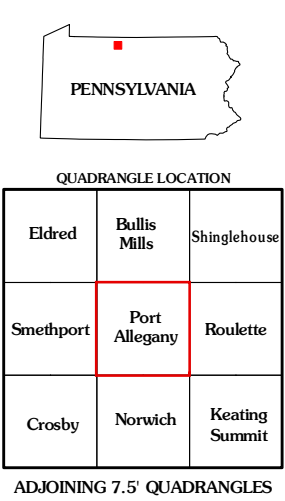 PENNSYLVANIA
QUADRANGLE LOCATION
Eldred
Bullis
Mills
Shinglehouse
Smethport
Port
Allegany
Roulette
Crosby
Norwich
Keating
Summit
ADJOINING 7.5' QUADRANGLES